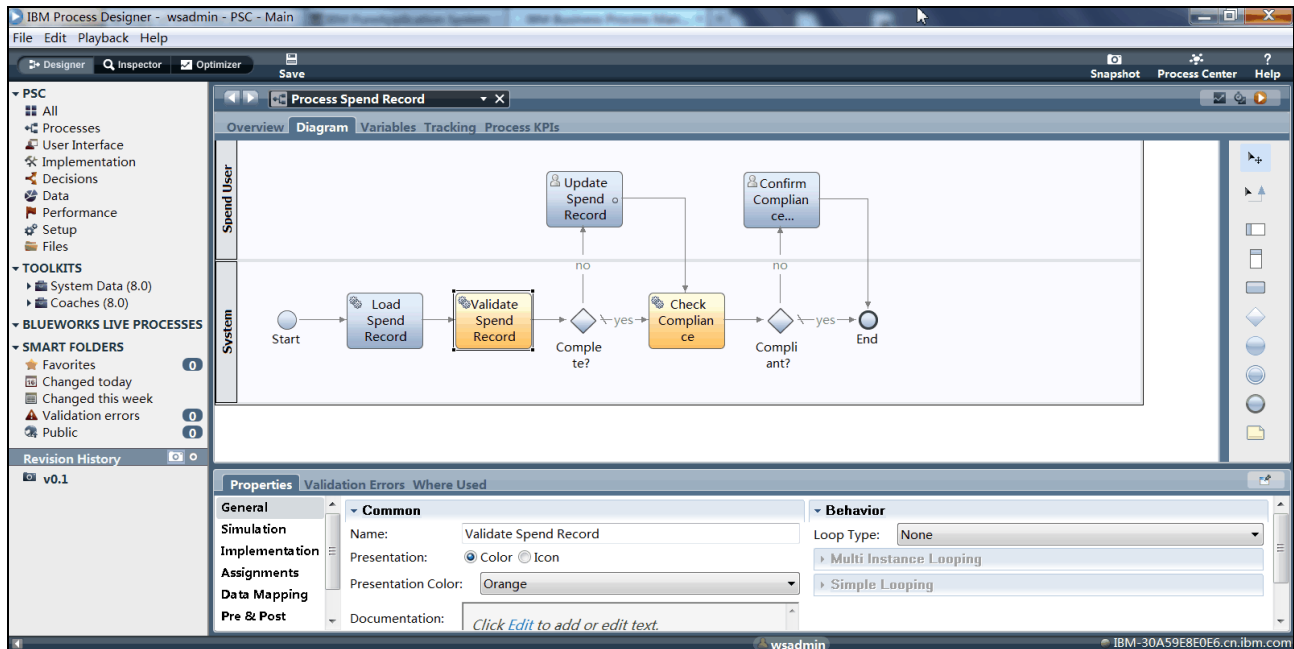 IBM Process Designer - wsadmin - PSC - Main
File Edit Playback Help
Designer Inspector Optimizer
Save
Snapshot Process Center Help
PSC
All
Processes
User Interface
Implementation
Decisions
Data
Performance
Setup
Files
TOOLKITS
System Data (8.0)
Coaches (8.0)
BLUEWORKS LIVE PROCESSES
SMART FOLDERS
Favorites 0
Changed today
Changed this week
Validation errors 0
Public 0
Revision History
v0.1
Process Spend Record
Overview Diagram Variables Tracking Process KPIs
Spend User
Update
Spend
Record
Confirm
Complian
ce...
no no
System
Start
Load
Spend
Record
Validate
Spend
Record
Comple
te?
yes
Check
Complian
ce
Compli
ant?
yes
End
Properties Validation Errors Where Used
General
Simulation
Implementation
Assignments
Data Mapping
Pre & Post
Common
Name: Validate Spend Record
Presentation: Color Icon
Presentation Color: Orange
Documentation: Click Edit to add or edit text.
Behavior
Loop Type: None
Multi Instance Looping
Simple Looping
wsadmin
IBM-30A59E8E0E6.cn.ibm.com